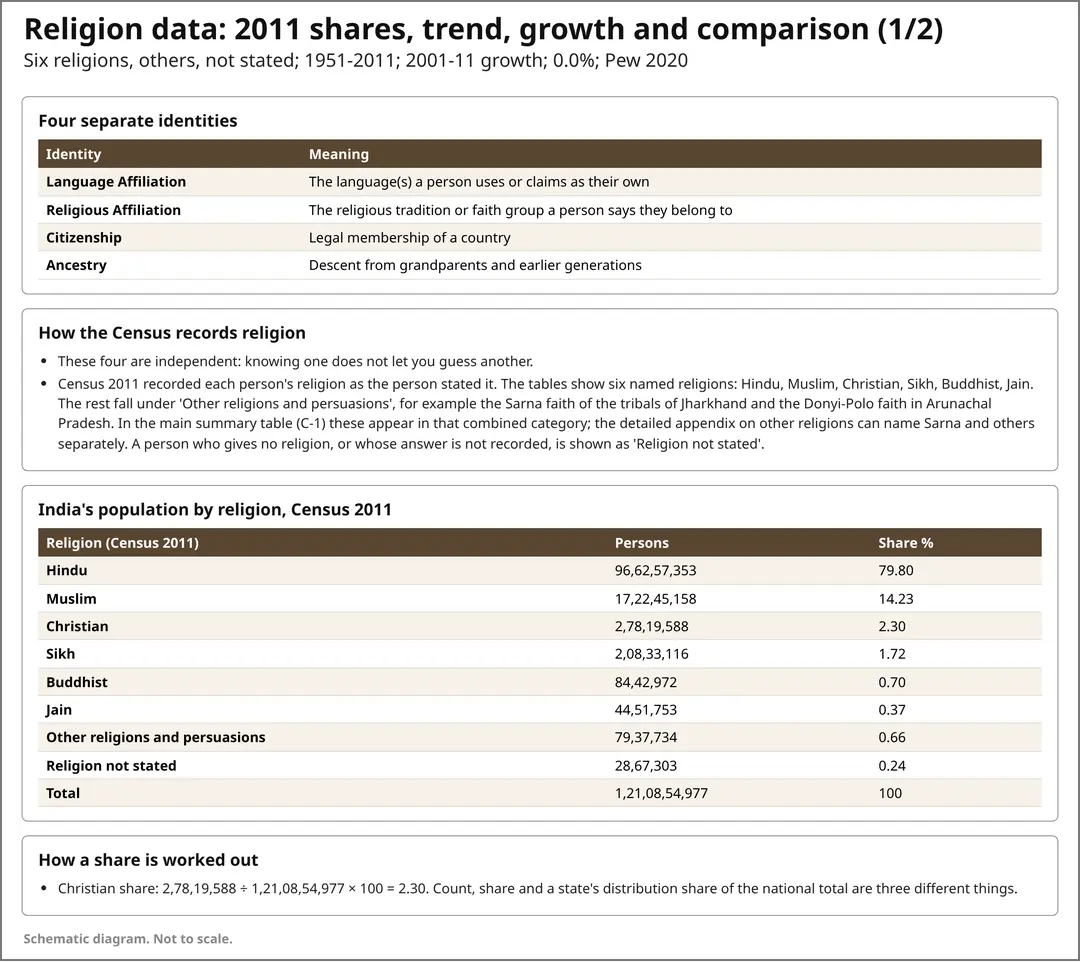 Religion data: 2011 shares, trend, growth and comparison (1/2)
Six religions, others, not stated; 1951-2011; 2001-11 growth; 0.0%; Pew 2020
Four separate identities
Identity Meaning
Language Affiliation The language(s) a person uses or claims as their own
Religious Affiliation The religious tradition or faith group a person says they belong to
Citizenship Legal membership of a country
Ancestry Descent from grandparents and earlier generations
How the Census records religion
• These four are independent: knowing one does not let you guess another.
• Census 2011 recorded each person's religion as the person stated it. The tables show six named religions: Hindu, Muslim, Christian, Sikh, Buddhist, Jain.
The rest fall under 'Other religions and persuasions', for example the Sarna faith of the tribals of Jharkhand and the Donyi-Polo faith in Arunachal
Pradesh. In the main summary table (C-1) these appear in that combined category; the detailed appendix on other religions can name Sarna and others
separately. A person who gives no religion, or whose answer is not recorded, is shown as 'Religion not stated'.
India's population by religion, Census 2011
Religion (Census 2011) Persons Share %
Hindu 96,62,57,353 79.80
Muslim 17,22,45,158 14.23
Christian 2,78,19,588 2.30
Sikh 2,08,33,116 1.72
Buddhist 84,42,972 0.70
Jain 44,51,753 0.37
Other religions and persuasions 79,37,734 0.66
Religion not stated 28,67,303 0.24
Total 1,21,08,54,977 100
How a share is worked out
• Christian share: 2,78,19,588 ÷ 1,21,08,54,977 × 100 = 2.30. Count, share and a state's distribution share of the national total are three different things.
Schematic diagram. Not to scale.